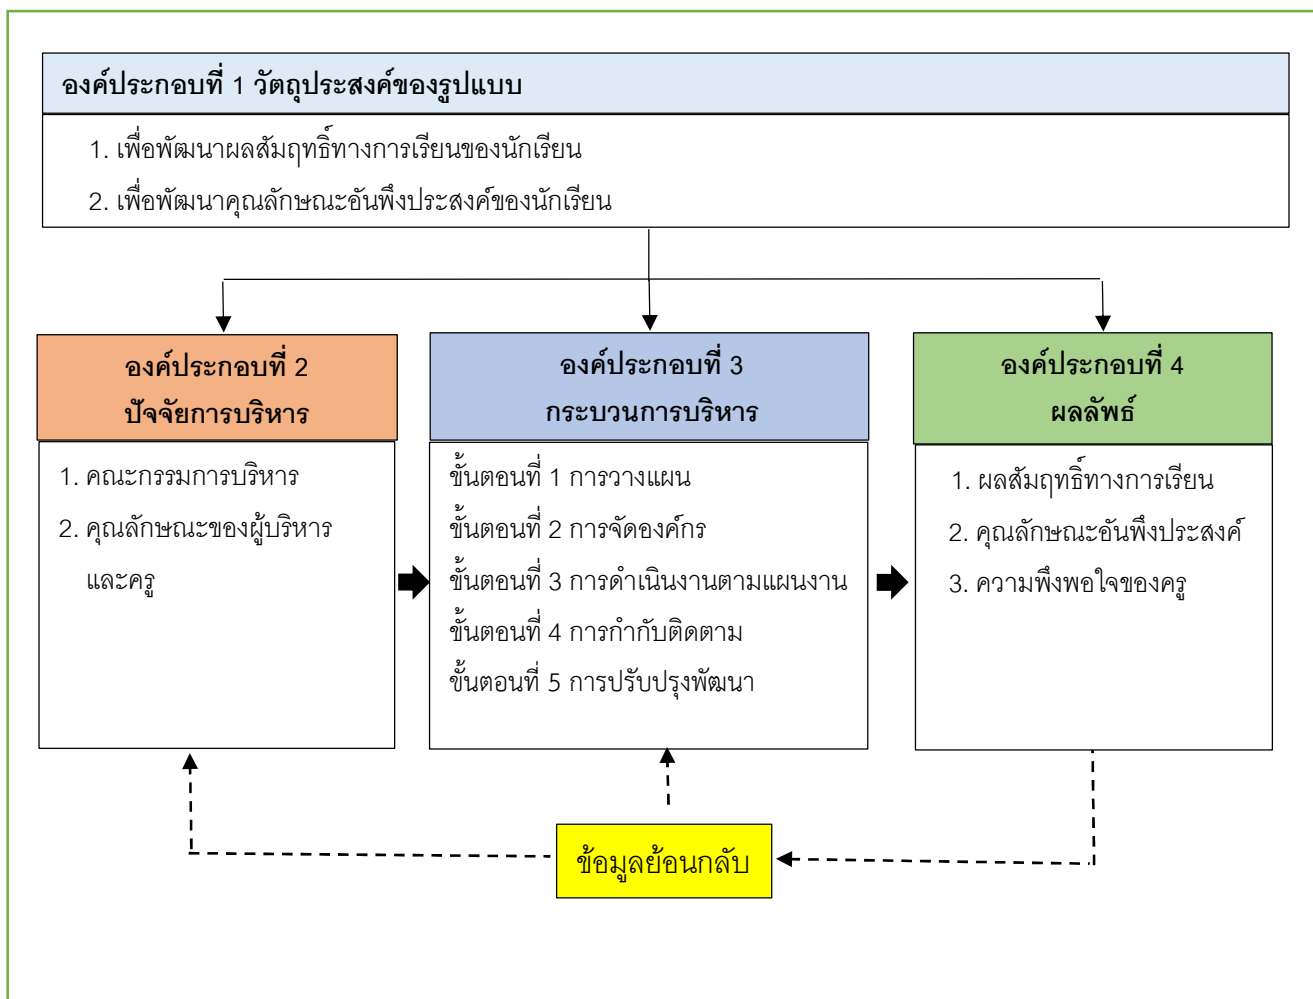 องค์ประกอบที่ 1 วัตถุประสงค์ของรูปแบบ
1. เพื่อพัฒนาผลสัมฤทธิ์ทางการเรียนของนักเรียน
2. เพื่อพัฒนาคุณลักษณะอันพึงประสงค์ของนักเรียน
องค์ประกอบที่ 2
ปัจจัยการบริหาร
1. คณะกรรมการบริหาร
2. คุณลักษณะของผู้บริหาร
และครู
องค์ประกอบที่ 3
กระบวนการบริหาร
ขั้นตอนที่ 1 การวางแผน
ขั้นตอนที่ 2 การจัดองค์กร
ขั้นตอนที่ 3 การดำเนินงานตามแผนงาน
ขั้นตอนที่ 4 การกำกับติดตาม
ขั้นตอนที่ 5 การปรับปรุงพัฒนา
องค์ประกอบที่ 4
ผลลัพธ์
1. ผลสัมฤทธิ์ทางการเรียน
2. คุณลักษณะอันพึงประสงค์
3. ความพึงพอใจของครู
ข้อมูลย้อนกลับ